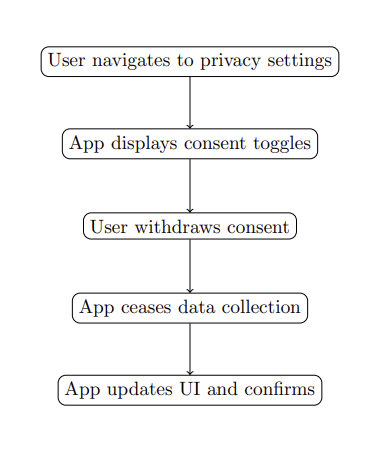 User navigates to privacy settings
App displays consent toggles
User withdraws consent
App ceases data collection
App updates UI and confirms